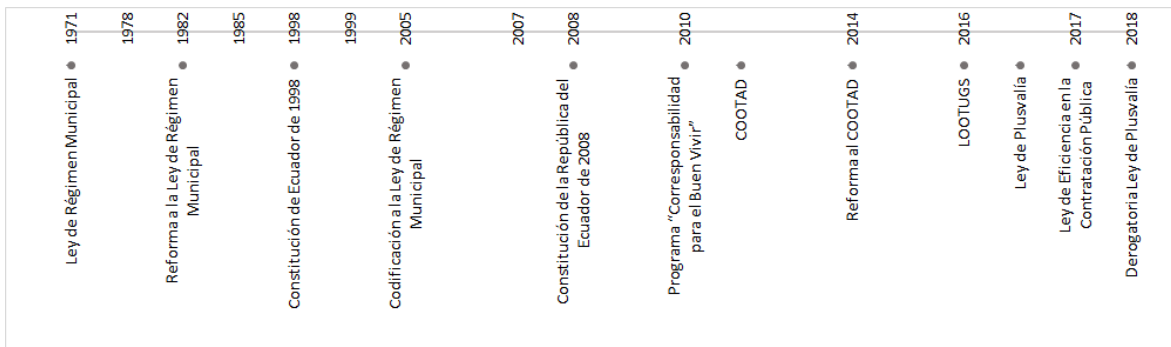 1971
1978
1982
1985
1998
1999
2005
2007
2008
2010
2014
2016
2017
2018
Ley de Régimen Municipal
Reforma a la Ley de Régimen
Municipal
Constitución de Ecuador de 1998
Codificación a la Ley de Régimen
Municipal
Constitución de la República del
Ecuador de 2008
Programa “Corresponsabilidad
para el Buen Vivir”
COOTAD
Reforma al COOTAD
LOOTUGS
Ley de Plusvalía
Ley de Eficiencia en la
Contratación Pública
Derogatoria Ley de Plusvalía